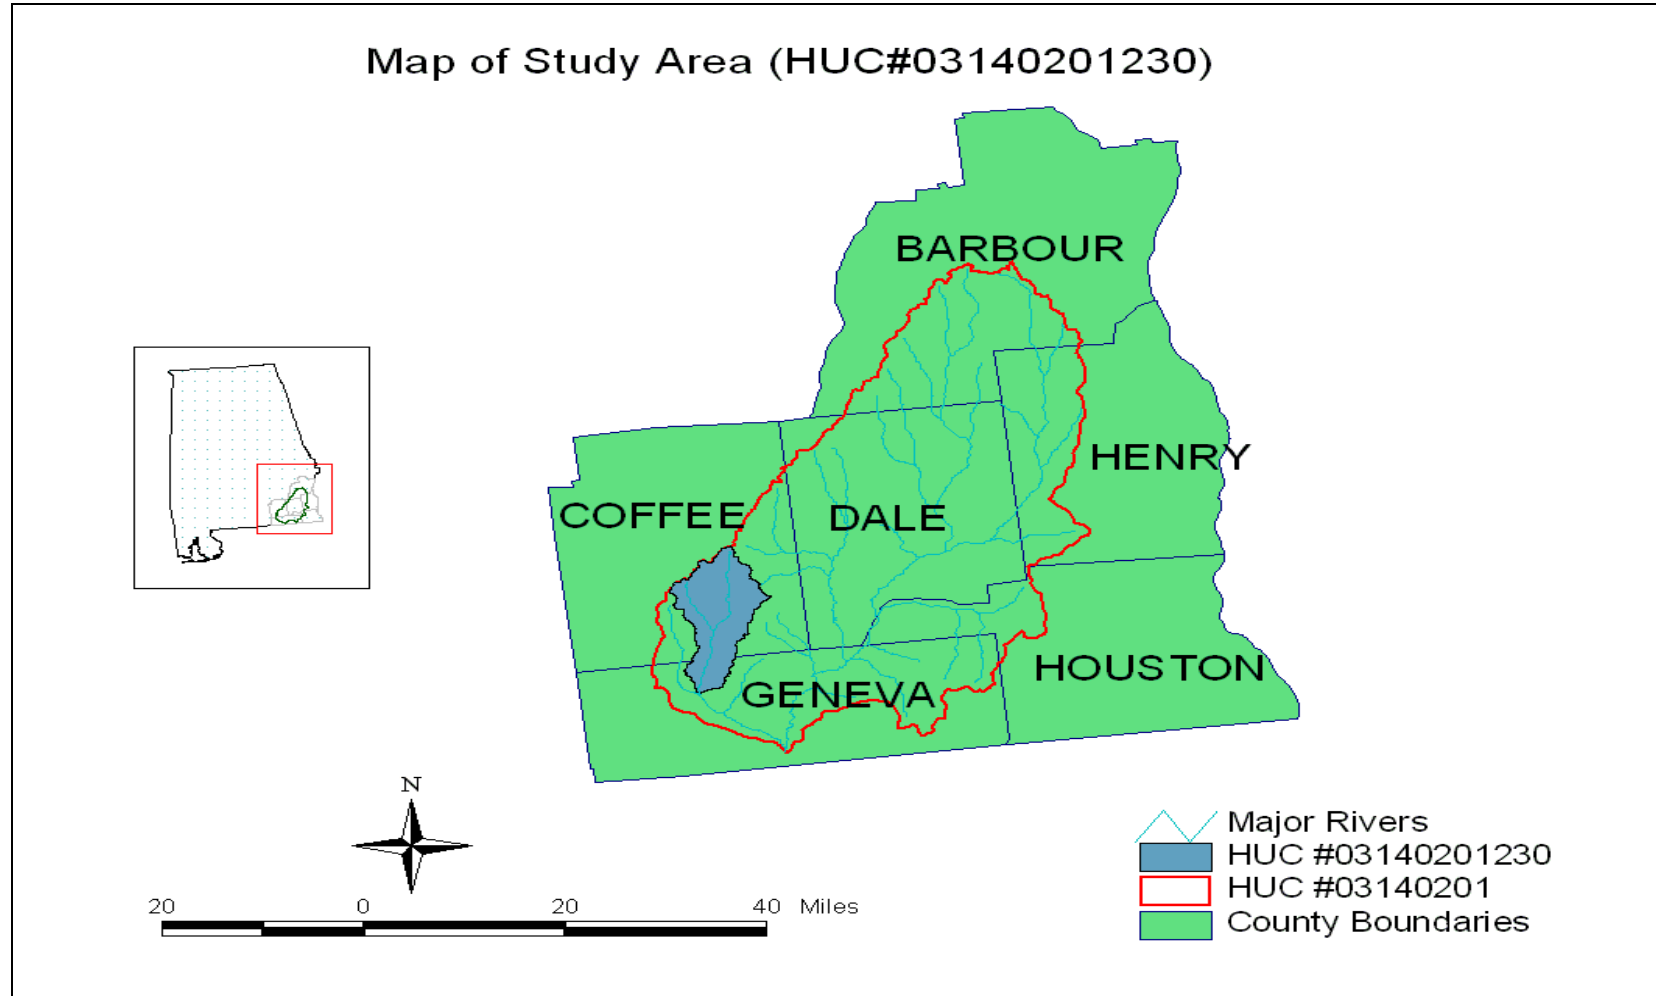 Map of Study Area (HUC#03140201230)
BARBOUR
HENRY
COFFEE
DALE
HOUSTON
GENEVA
N
20 0 20 40 Miles
Major Rivers
HUC #03140201230
HUC #03140201
County Boundaries